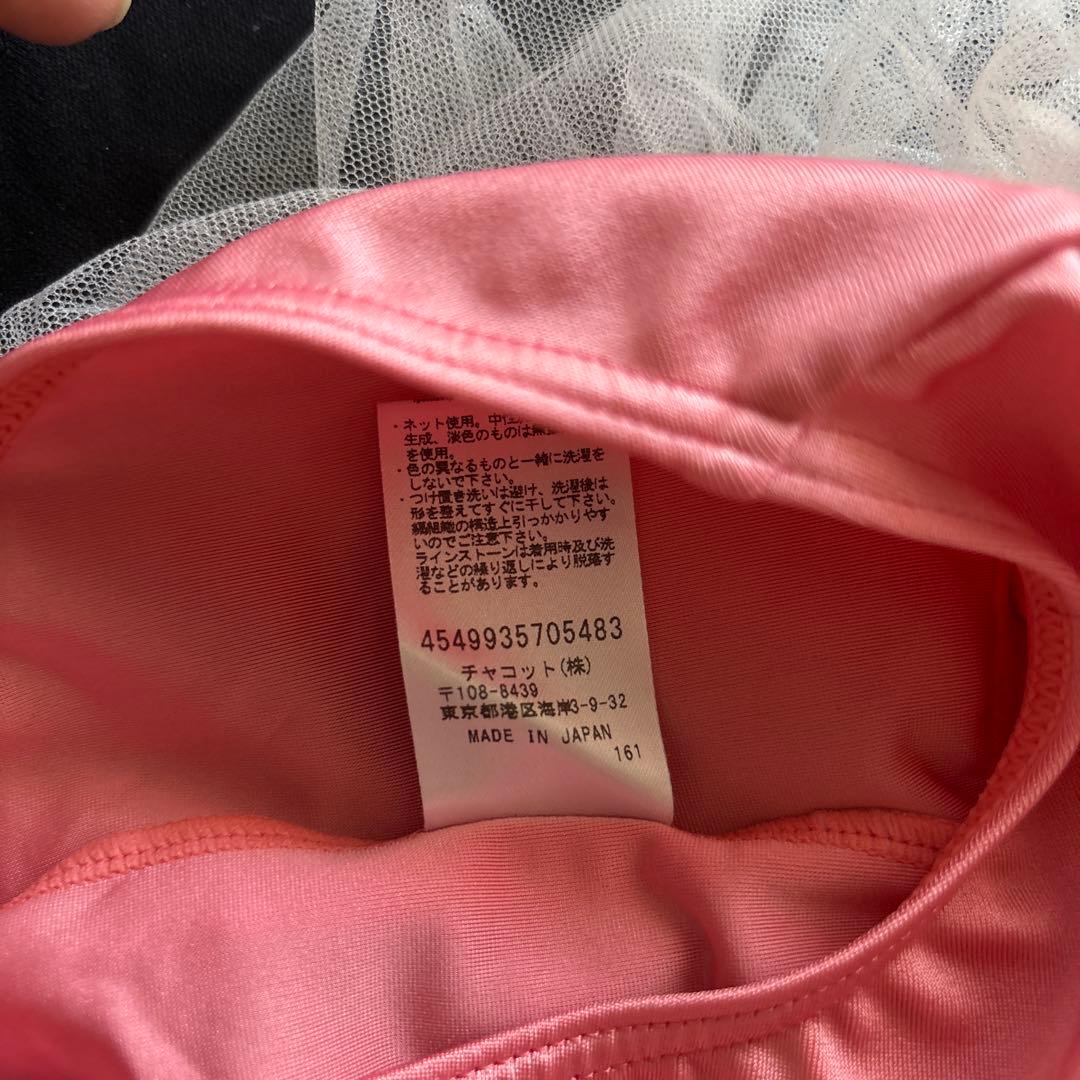 ・ネット使用。中性
生成、淡色のものは無
を使用。
・色の異なるものと一緒に洗濯を
しないで下さい。
・つけ置き洗いは避け、洗濯後は
形を整えてすぐに干して下さい。
編組織の構造上引っかかりやす
いのでご注意下さい。
ラインストーンは着用時及び洗
濯などの繰り返しにより脱落す
ることがあります。
4549935705483
チャコット(株)
〒108-8439
東京都港区海岸3-9-32
MADE IN JAPAN
161